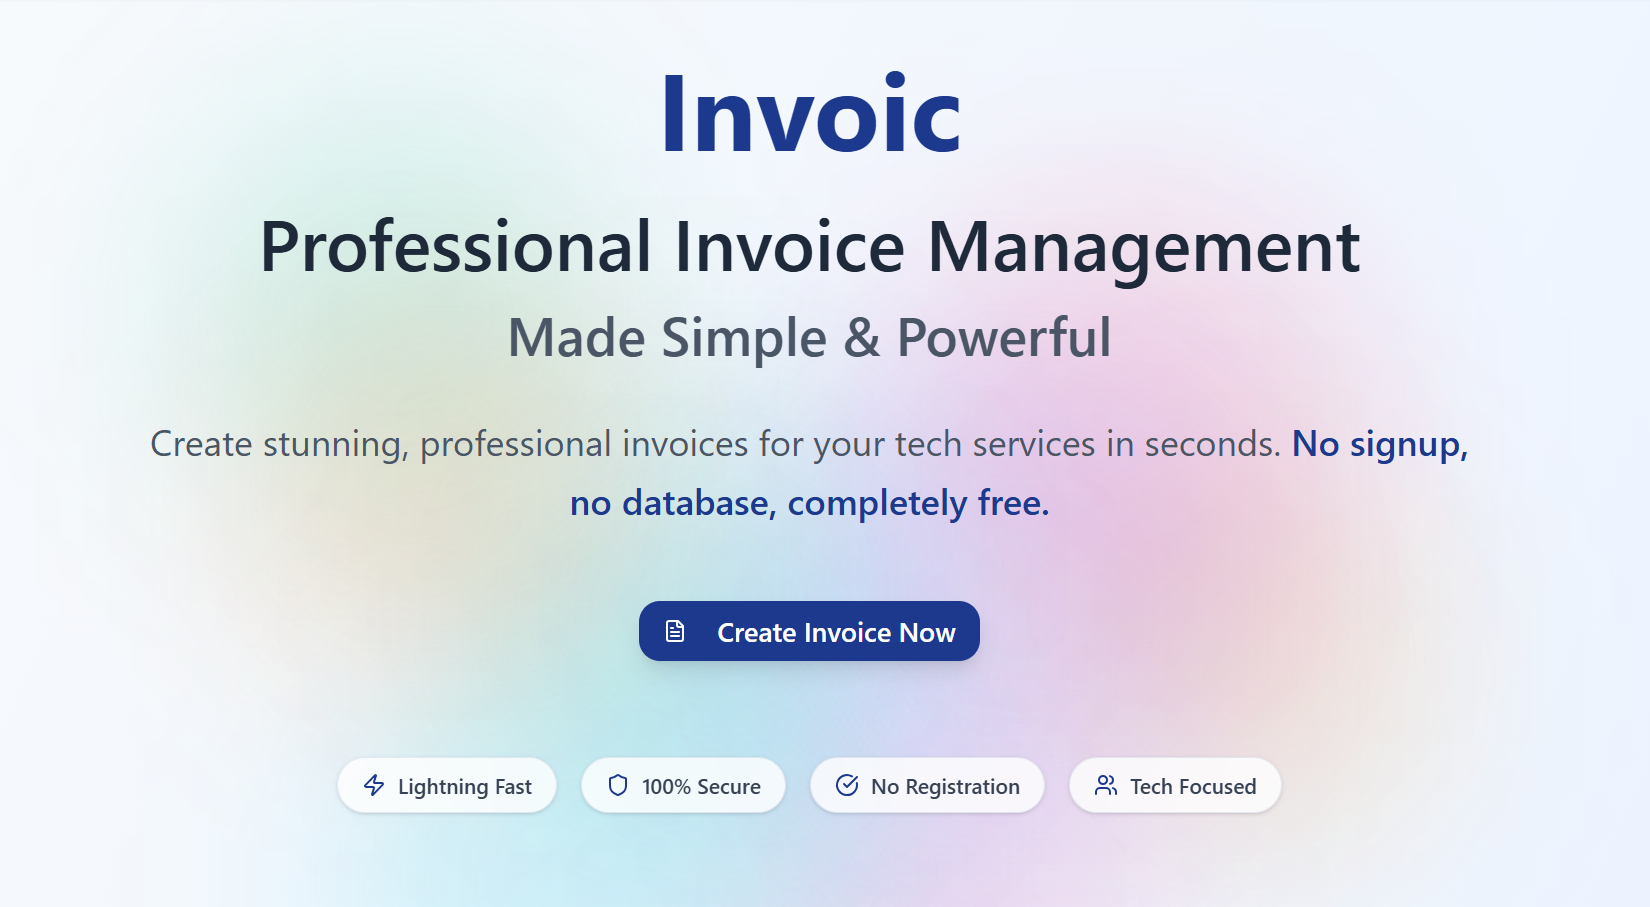 Invoic
Professional Invoice Management
Made Simple & Powerful
Create stunning, professional invoices for your tech services in seconds. No signup,
no database, completely free.
Create Invoice Now
Lightning Fast
100% Secure
No Registration
Tech Focused